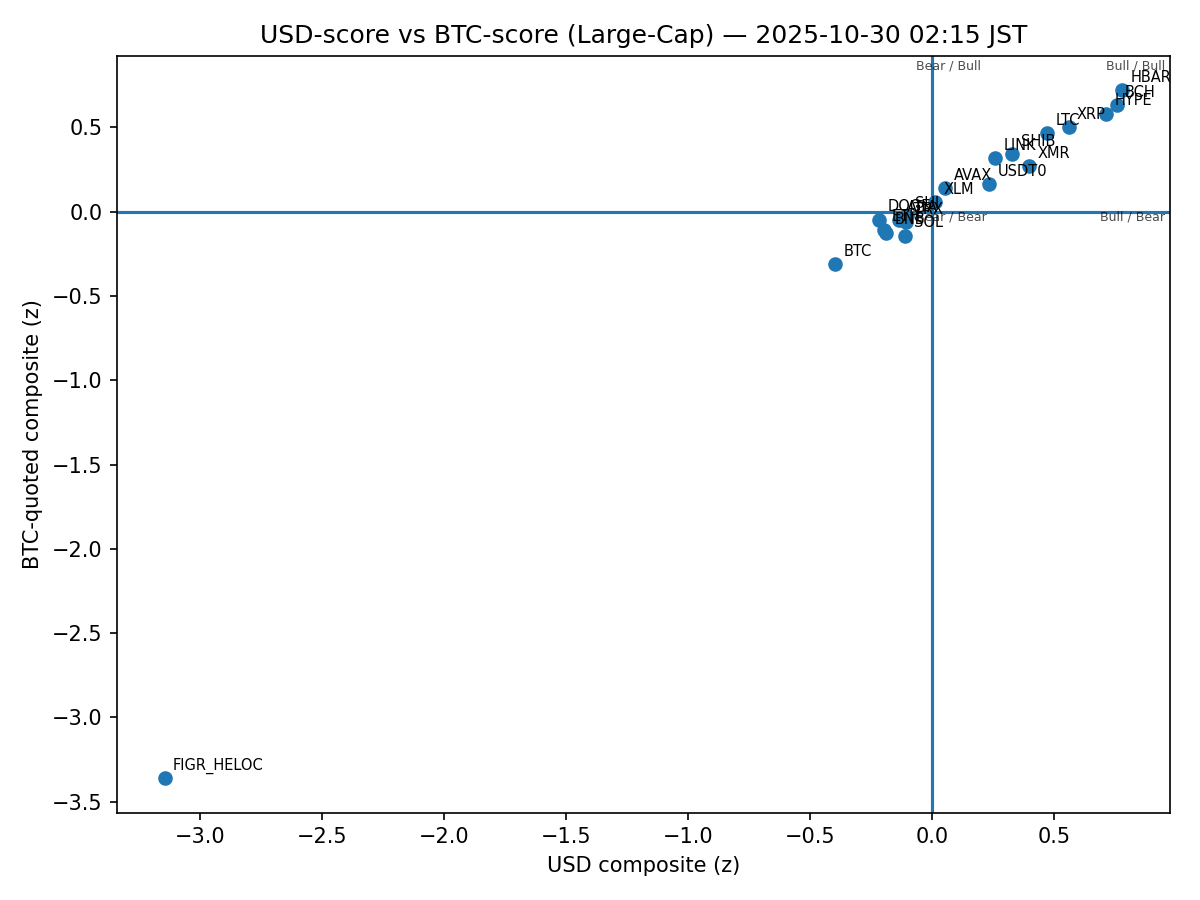 USD-score vs BTC-score (Large-Cap) — 2025-10-30 02:15 JST
Bear / Bull
Bull / Bull
HBAR
BCH
HYPE
XRP
LTC
SHIB
LINK
XMR
USDT0
AVAX
XLM
SOL
Bear / Bear
Bull / Bear
BTC
FIGR_HELOC
0.5
0.0
−0.5
−1.0
−1.5
−2.0
−2.5
−3.0
−3.5
BTC-quoted composite (z)
−3.0
−2.5
−2.0
−1.5
−1.0
−0.5
0.0
0.5
USD composite (z)